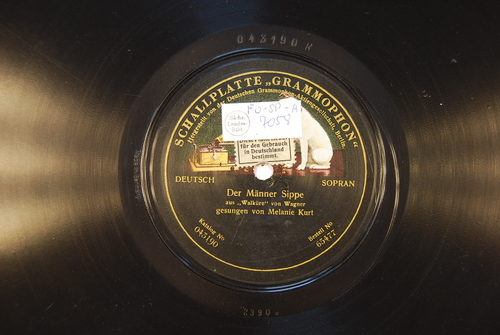 043190 R
SCHALLPLATTE „GRAMMOPHON“
Hergestellt von der Deutschen Grammophon-Aktiengesellschaft, Berlin.
FO-SP-A
7058
für den Gebrauch
in Deutschland
bestimmt.
DEUTSCH
SOPRAN
Der Männer Sippe
aus „Walküre“ von Wagner
gesungen von Melanie Kurt
Katalog No
043190
Bestell No
65477